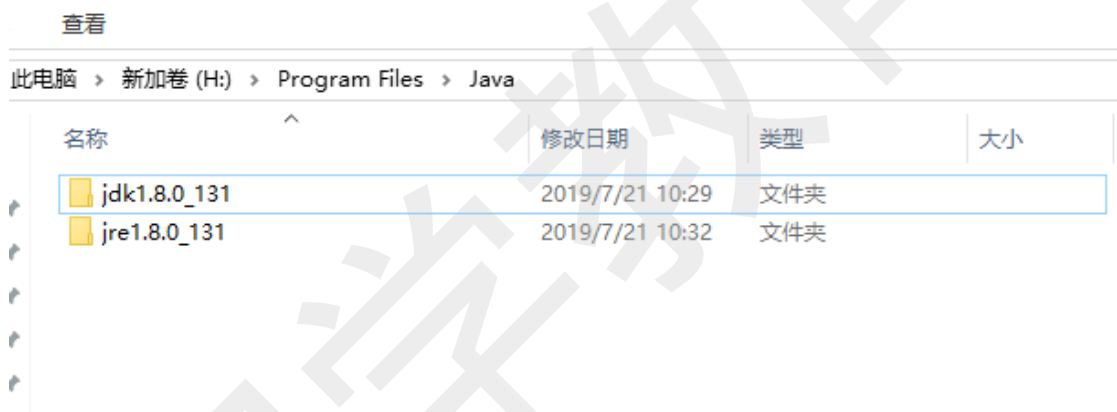 查看
此电脑 › 新加卷 (H:) › Program Files › Java
名称 修改日期 类型 大小
jdk1.8.0_131 2019/7/21 10:29 文件夹
jre1.8.0_131 2019/7/21 10:32 文件夹
学教